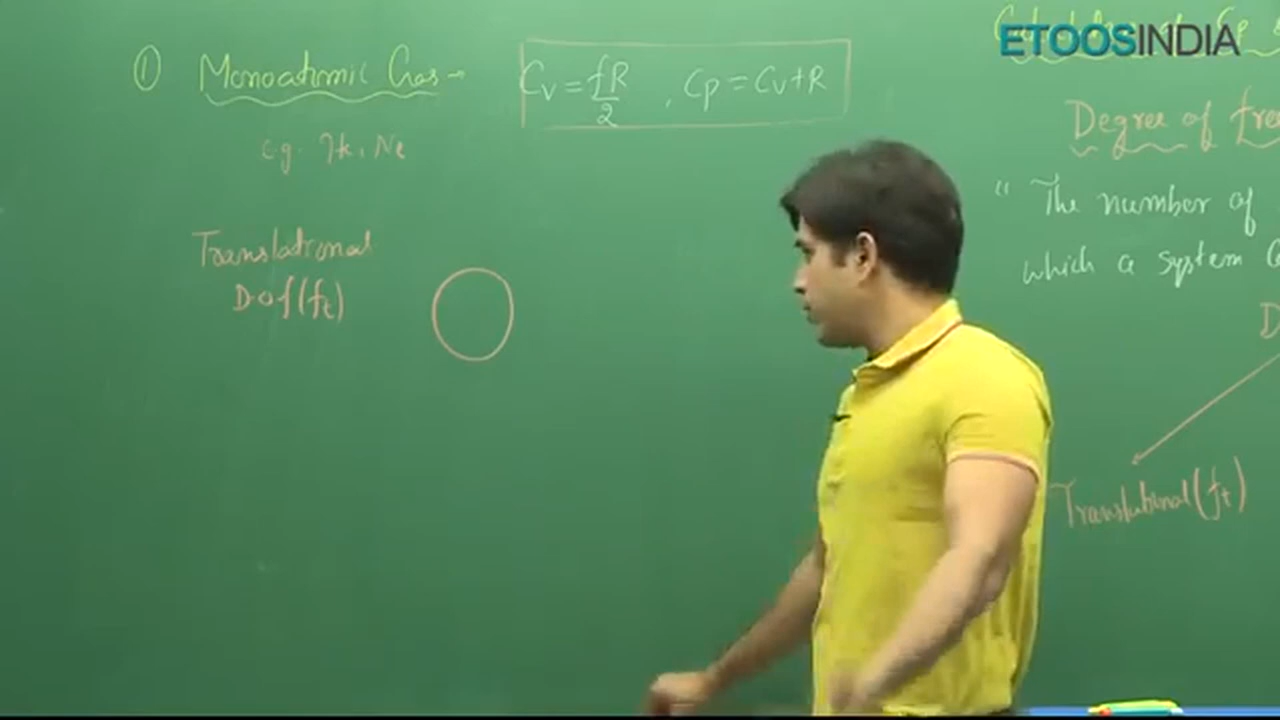 ① Monoatomic Gas →
Cv = fR/2 , Cp = Cv+R
e.g. He, Ne
Translational
D.O.f (ft)
ETOOSINDIA
Degree of free
" The number of
which a system
D
Translational (ft)